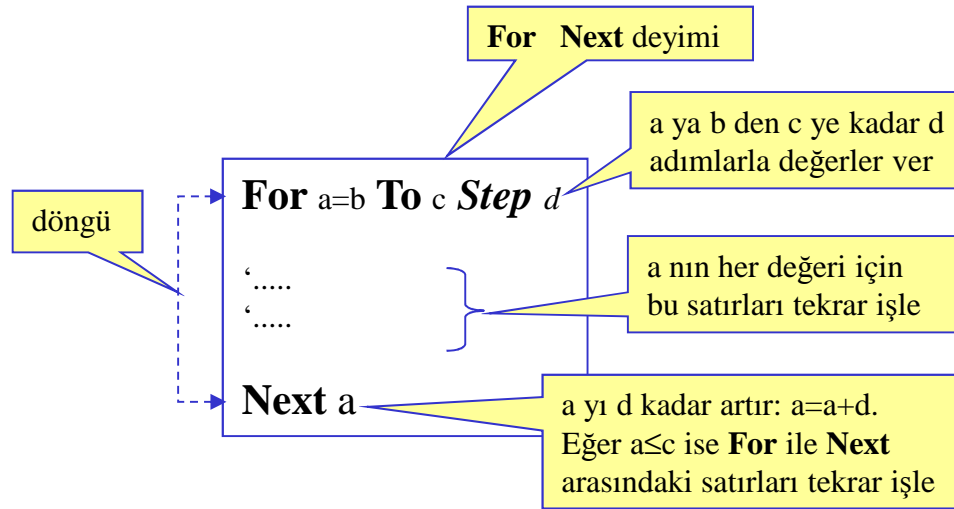 For Next deyimi
a ya b den c ye kadar d
adımlarla değerler ver
For a=b To c Step d
döngü
‘.....
‘.....
a nın her değeri için
bu satırları tekrar işle
Next a
a yı d kadar artır: a=a+d.
Eğer a≤c ise For ile Next
arasındaki satırları tekrar işle